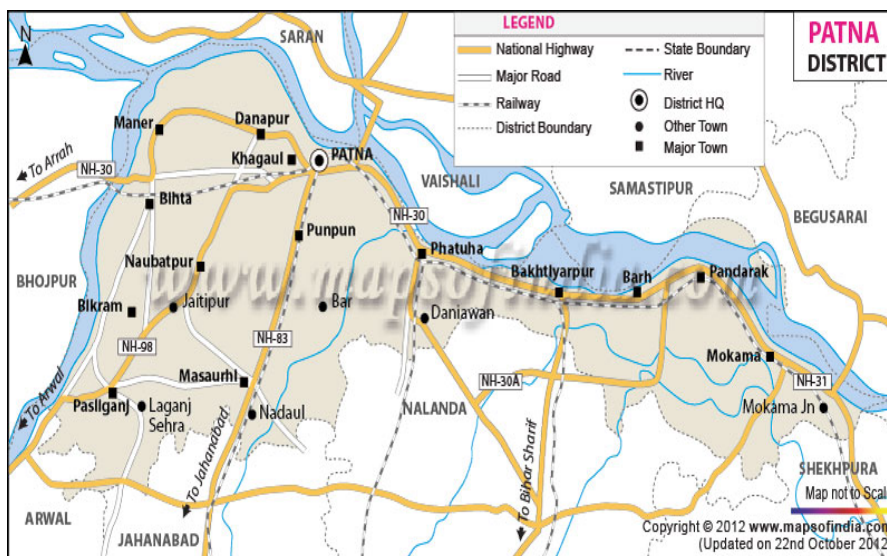 SARAN
LEGEND
National Highway
State Boundary
Major Road
River
Railway
District HQ
District Boundary
Other Town
Major Town
PATNA
DISTRICT
N
Maner
Danapur
Khagaul
PATNA
To Arrah
NH-30
VAISHALI
SAMASTIPUR
BEGUSARAI
Bihta
NH-30
Punpun
Phatuha
Naubatpur
BHOJPUR
Bakhtiyarpur
Barh
Pandarak
www.mapsofindia.com
Bikram
Jaitipur
Bar
Daniawan
NH-98
NH-83
Mokama
To Arwal
Masaurhi
NH-30A
NH-31
Pasliganj
Laganj
Sehra
Nadaul
NALANDA
Mokama Jn
To Jahanabad
To Bihar Sharif
SHEKHPURA
Map not to Scal
ARWAL
JAHANABAD
Copyright © 2012 www.mapsofindia.com
(Updated on 22nd October 2012